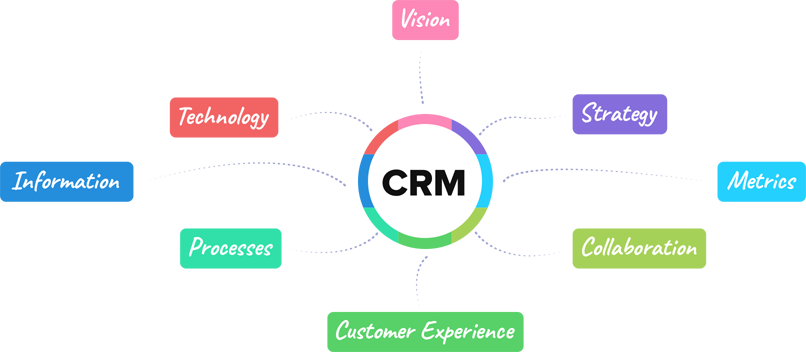 Vision
Technology
Strategy
Information
CRM
Metrics
Processes
Collaboration
Customer Experience